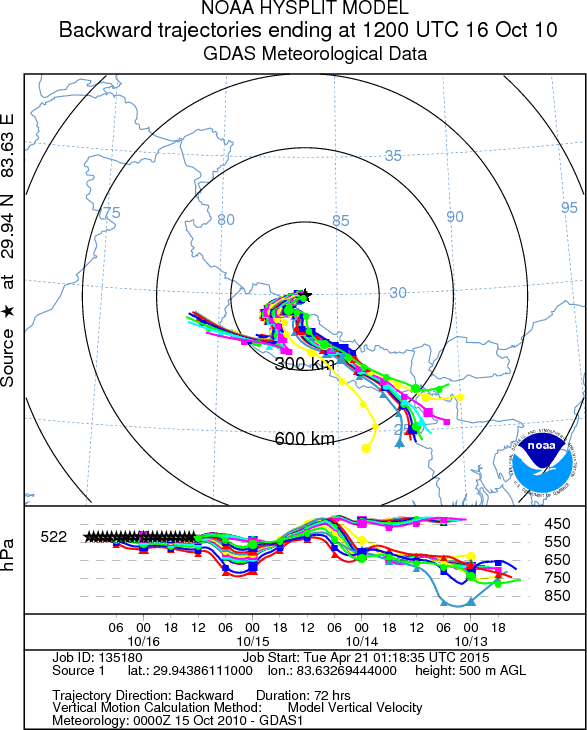 NOAA HYSPLIT MODEL
Backward trajectories ending at 1200 UTC 16 Oct 10
GDAS Meteorological Data
Source ★ at 29.94 N 83.63 E
35
95
75
80
85
90
30
300 km
600 km
noaa
hPa
522
450
550
650
750
850
06 00 18 12 06 00 18 12 06 00 18 12 06 00 18
10/16 10/15 10/14 10/13
Job ID: 135180 Job Start: Tue Apr 21 01:18:35 UTC 2015
Source 1 lat.: 29.94386111000 lon.: 83.63269444000 height: 500 m AGL
Trajectory Direction: Backward Duration: 72 hrs
Vertical Motion Calculation Method: Model Vertical Velocity
Meteorology: 0000Z 15 Oct 2010 - GDAS1